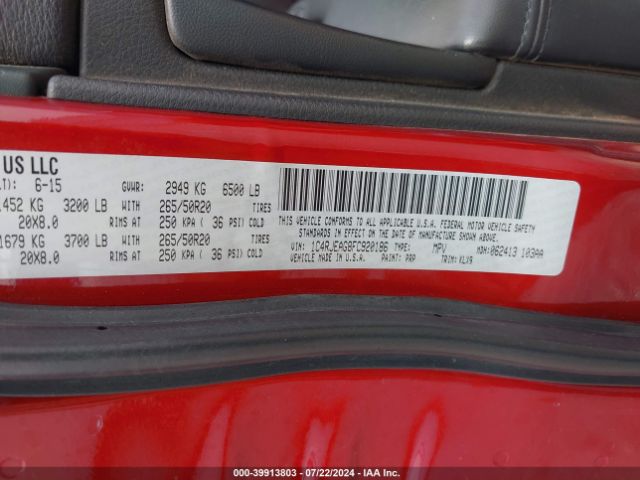 US LLC
6-15 GVWR: 2949 KG 6500 LB
452 KG 3200 LB WITH 265/50R20 TIRES
20X8.0 RIMS AT 250 KPA ( 36 PSI) COLD
1679 KG 3700 LB WITH 265/50R20 TIRES
20X8.0 RIMS AT 250 KPA ( 36 PSI) COLD
THIS VEHICLE CONFORMS TO ALL APPLICABLE U.S.A. FEDERAL MOTOR VEHICLE SAFETY
STANDARDS IN EFFECT ON THE DATE OF MANUFACTURE SHOWN ABOVE.
VIN: 1C4RJEAG8FC920186 TYPE: MPV MDH: 062413 103AA
VEHICLE MADE IN U.S.A. PAINT: PRP TRIM: XLX9
000-39913803 - 07/22/2024 - IAA Inc.